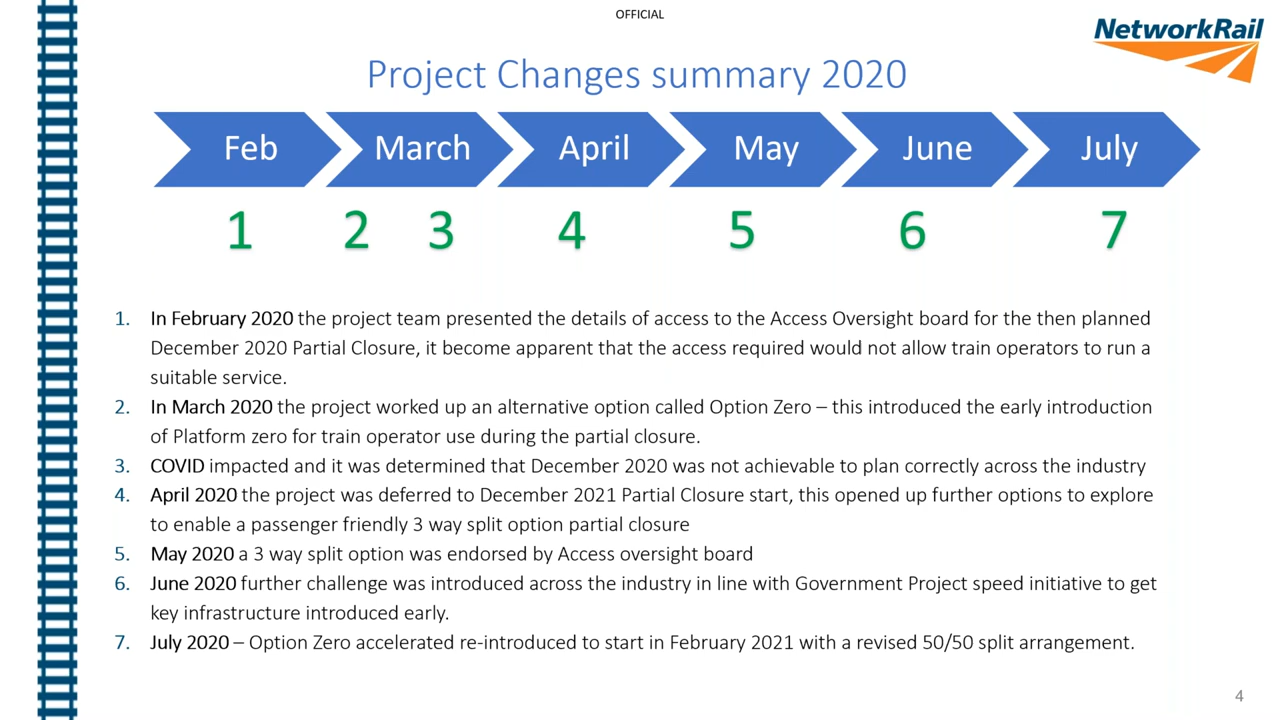 OFFICIAL
NetworkRail
Project Changes summary 2020
Feb March April May June July
1 2 3 4 5 6 7
1. In February 2020 the project team presented the details of access to the Access Oversight board for the then planned
December 2020 Partial Closure, it become apparent that the access required would not allow train operators to run a
suitable service.
2. In March 2020 the project worked up an alternative option called Option Zero – this introduced the early introduction
of Platform zero for train operator use during the partial closure.
3. COVID impacted and it was determined that December 2020 was not achievable to plan correctly across the industry
4. April 2020 the project was deferred to December 2021 Partial Closure start, this opened up further options to explore
to enable a passenger friendly 3 way split option partial closure
5. May 2020 a 3 way split option was endorsed by Access oversight board
6. June 2020 further challenge was introduced across the industry in line with Government Project speed initiative to get
key infrastructure introduced early.
7. July 2020 – Option Zero accelerated re-introduced to start in February 2021 with a revised 50/50 split arrangement.
4